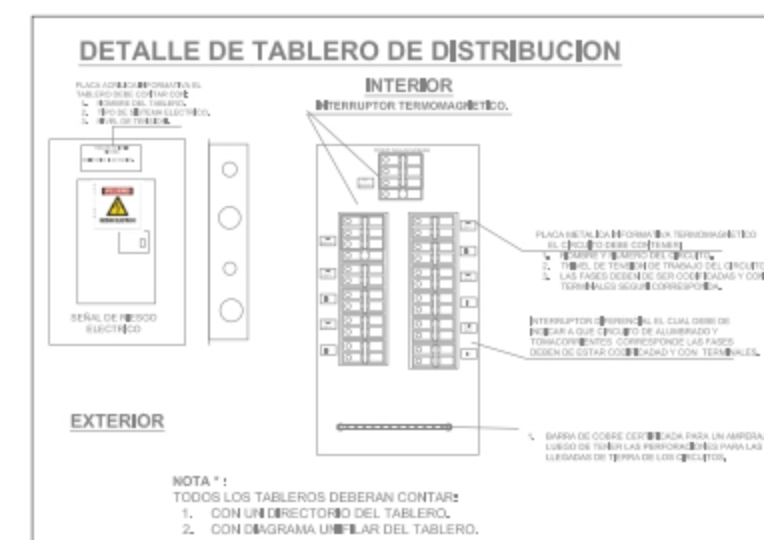 DETALLE DE TABLERO DE DISTRIBUCION
PLACA ACRILICA INFORMATIVA EL
TABLERO DEBE CONTAR CON:
1. NOMBRE DEL TABLERO.
2. TIPO DE SISTEMA ELECTRICO.
3. NIVEL DE TENSION.
INTERIOR
INTERRUPTOR TERMOMAGNETICO.
SEÑAL DE RIESGO
ELECTRICO
PLACA METALICA INFORMATIVA TERMOMAGNETICO
EL CIRCUITO DEBE CONTENER:
1. NOMBRE Y NUMERO DEL CIRCUITO.
2. NIVEL DE TENSION DE TRABAJO DEL CIRCUITO
3. LAS FASES DEBEN DE SER CODIFICADAS Y CON
TERMINALES SEGUN CORRESPONDA.
INTERRUPTOR DIFERENCIAL EL CUAL DEBE DE
INDICAR A QUE CIRCUITO DE ALUMBRADO Y
TOMACORRIENTES CORRESPONDE LAS FASES
DEBEN DE ESTAR CODIFICADAD Y CON TERMINALES.
EXTERIOR
1. BARRA DE COBRE CERTIFICADA PARA UN AMPERA
LUEGO DE TENER LAS PERFORACIONES PARA LAS
LLEGADAS DE TIERRA DE LOS CIRCUITOS.
NOTA * :
TODOS LOS TABLEROS DEBERAN CONTAR:
1. CON UN DIRECTORIO DEL TABLERO.
2. CON DIAGRAMA UNIFILAR DEL TABLERO.